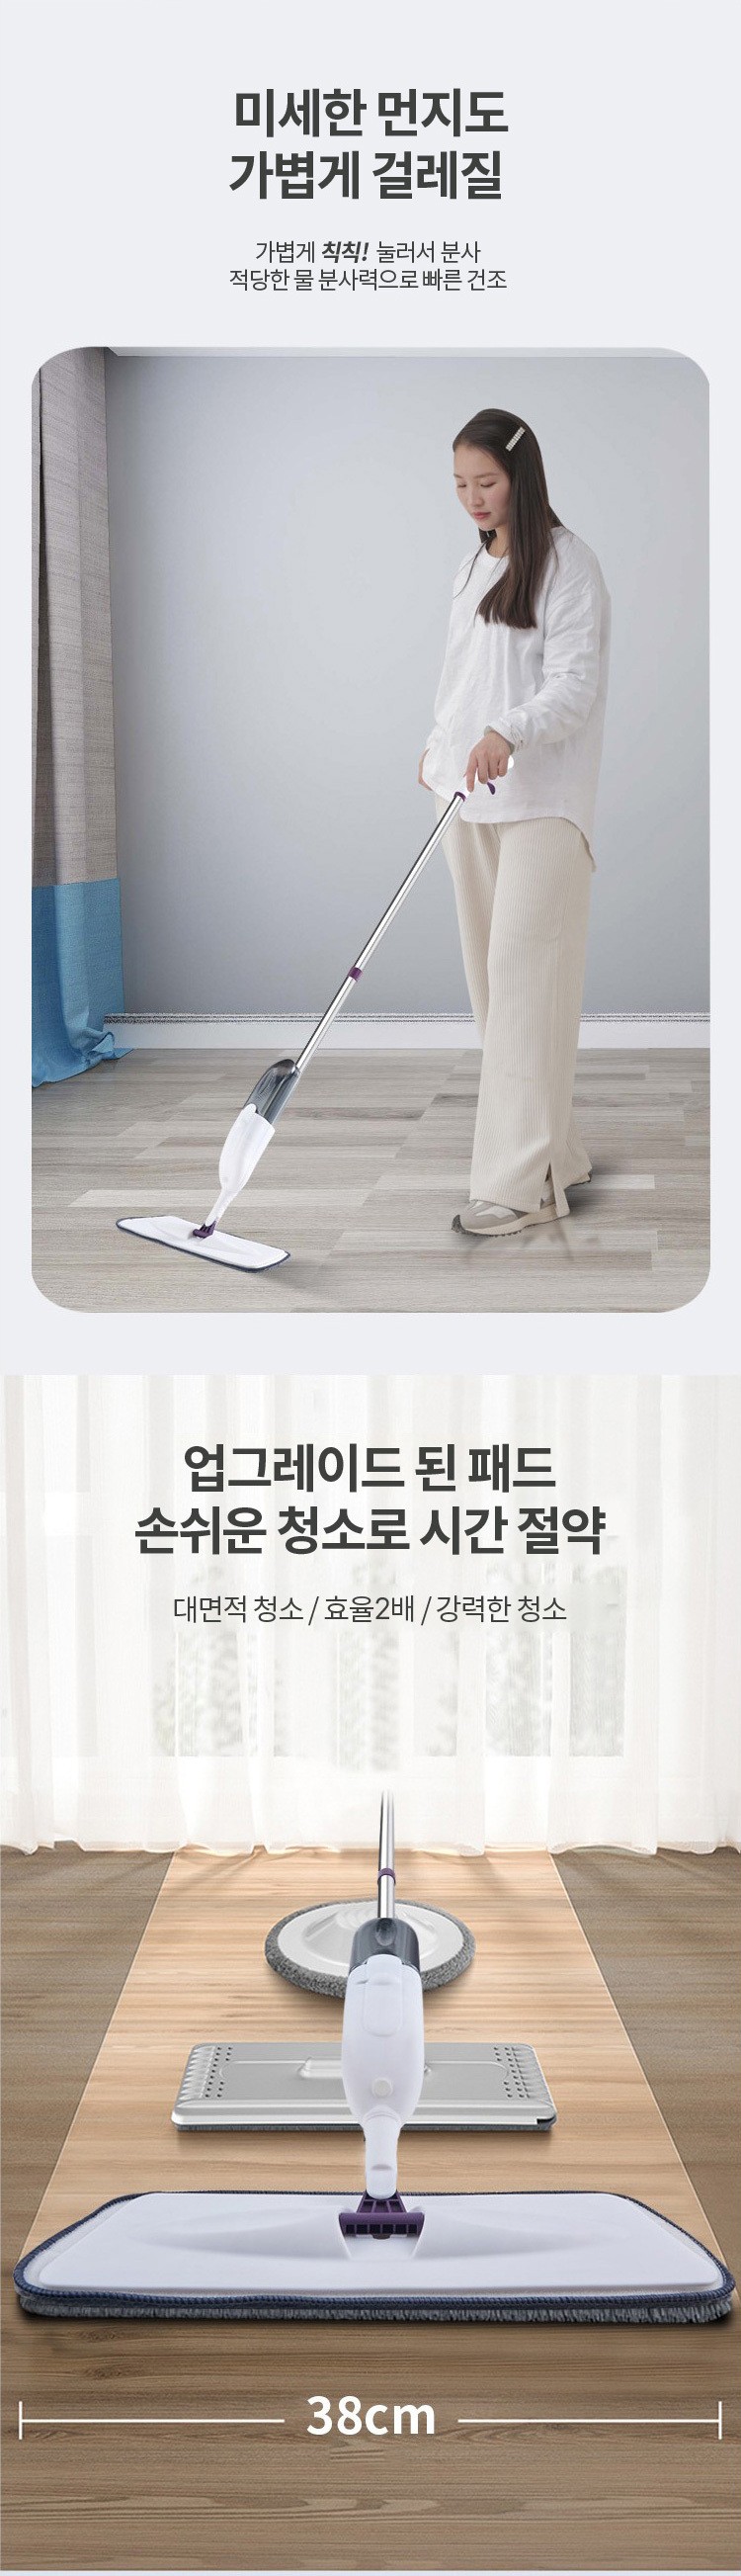 미세한 먼지도
가볍게 걸레질
가볍게 칙칙! 눌러서 분사
적당한 물 분사력으로 빠른 건조
업그레이드 된 패드
손쉬운 청소로 시간 절약
대면적 청소 / 효율2배 / 강력한 청소
38cm